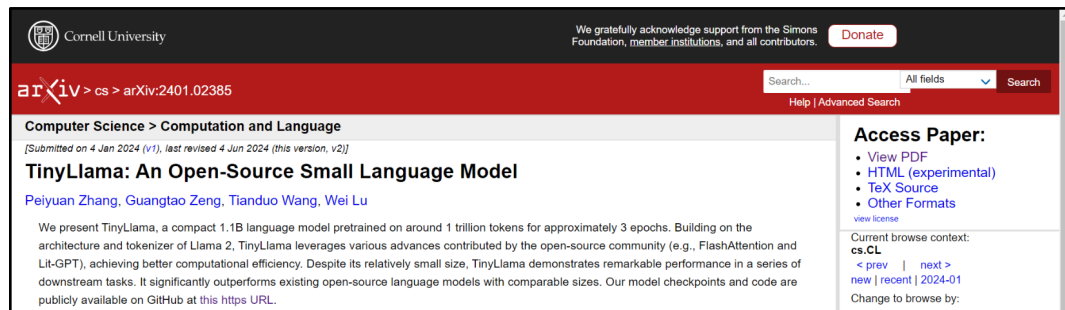 Cornell University
We gratefully acknowledge support from the Simons
Foundation, member institutions, and all contributors.
Donate
arXiv > cs > arXiv:2401.02385
Search...
All fields
Search
Help | Advanced Search
Computer Science > Computation and Language
[Submitted on 4 Jan 2024 (v1), last revised 4 Jun 2024 (this version, v2)]
TinyLlama: An Open-Source Small Language Model
Peiyuan Zhang, Guangtao Zeng, Tianduo Wang, Wei Lu
We present TinyLlama, a compact 1.1B language model pretrained on around 1 trillion tokens for approximately 3 epochs. Building on the
architecture and tokenizer of Llama 2, TinyLlama leverages various advances contributed by the open-source community (e.g., FlashAttention and
Lit-GPT), achieving better computational efficiency. Despite its relatively small size, TinyLlama demonstrates remarkable performance in a series of
downstream tasks. It significantly outperforms existing open-source language models with comparable sizes. Our model checkpoints and code are
publicly available on GitHub at this https URL.
Access Paper:
• View PDF
• HTML (experimental)
• TeX Source
• Other Formats
view license
Current browse context:
cs.CL
< prev | next >
new | recent | 2024-01
Change to browse by: